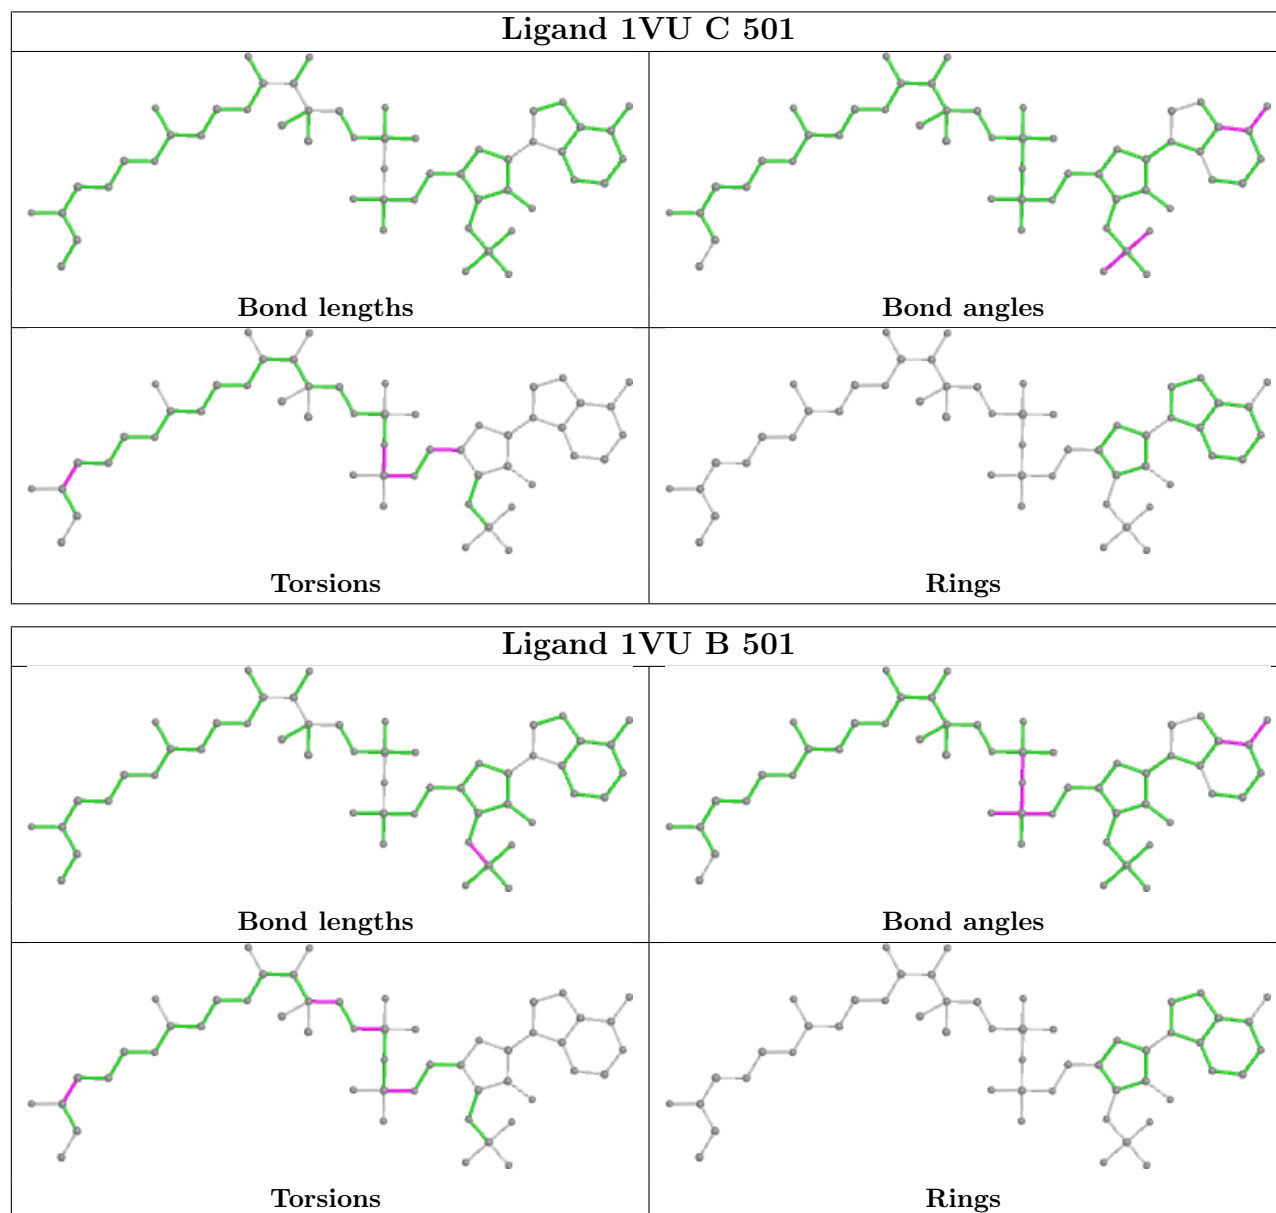 Ligand 1VU C 501
Bond lengths
Bond angles
Torsions
Rings
Ligand 1VU B 501
Bond lengths
Bond angles
Torsions
Rings